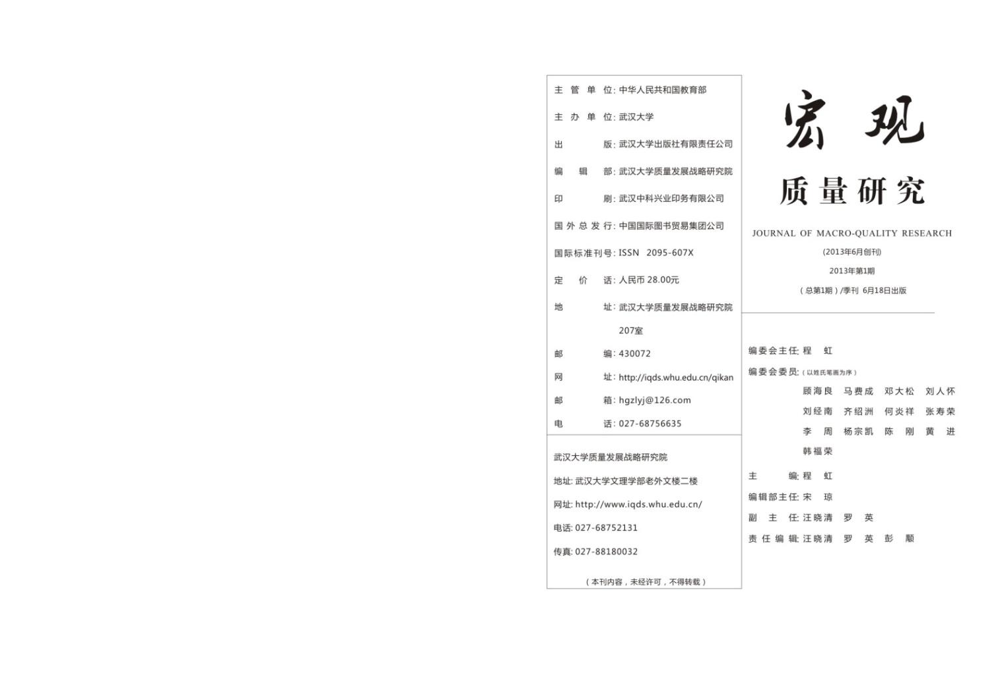 主管单位：中华人民共和国教育部
主办单位：武汉大学
出版：武汉大学出版社有限责任公司
编辑部：武汉大学质量发展战略研究院
印刷：武汉中科兴业印务有限公司
国外总发行：中国国际图书贸易集团公司
国际标准刊号：ISSN 2095-607X
定价话：人民币 28.00元
地址：武汉大学质量发展战略研究院
207室
邮编：430072
网址：http://iqds.whu.edu.cn/qikan
邮箱：hgzlyj@126.com
电话：027-68756635
武汉大学质量发展战略研究院
地址: 武汉大学文理学部老外文楼二楼
网址: http://www.iqds.whu.edu.cn/
电话: 027-68752131
传真: 027-88180032
（本刊内容，未经许可，不得转载）
宏观
质量研究
JOURNAL OF MACRO-QUALITY RESEARCH
(2013年6月创刊)
2013年第1期
（总第1期）/季刊 6月18日出版
编委会主任: 程 虹
编委会委员:（以姓氏笔画为序）
顾海良 马费成 邓大松 刘人怀
刘经南 齐绍洲 何炎祥 张寿荣
李 周 杨宗凯 陈 刚 黄 进
韩福荣
主编: 程 虹
编辑部主任: 宋 琼
副主任: 汪晓清 罗 英
责任编辑: 汪晓清 罗 英 彭 颙